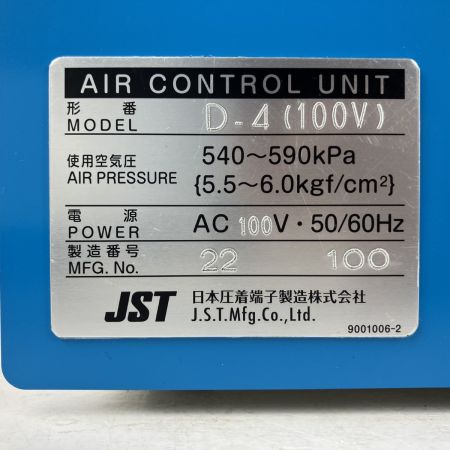 AIR CONTROL UNIT
形 番
MODEL D-4(100V)
使用空気圧 540～590kPa
AIR PRESSURE {5.5～6.0kgf/cm²}
電 源
POWER AC 100V・50/60Hz
製造番号
MFG. No. 22 100
JST 日本圧着端子製造株式会社
J.S.T.Mfg.Co.,Ltd.
9001006-2